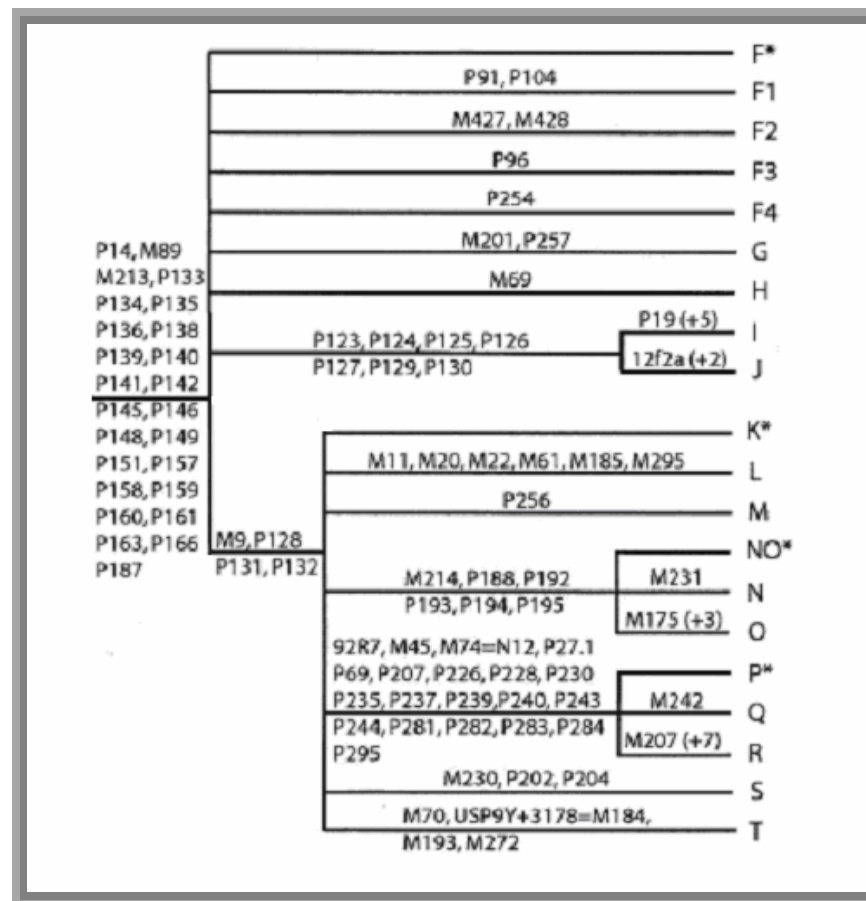 F*
P91, P104
F1
M427, M428
F2
P96
F3
P254
F4
P14, M89
M201, P257
G
M213, P133
M69
H
P134, P135
P19 (+5)
I
P136, P138
P123, P124, P125, P126
P139, P140
12f2a (+2)
J
P127, P129, P130
P141, P142
P145, P146
K*
P148, P149
M11, M20, M22, M61, M185, M295
L
P151, P157
P158, P159
P256
M
P160, P161
P163, P166
M9, P128
NO*
P187
P131, P132
M214, P188, P192
M231
N
P193, P194, P195
M175 (+3)
O
92R7, M45, M74=N12, P27.1
P69, P207, P226, P228, P230
P*
P235, P237, P239, P240, P243
M242
Q
P244, P281, P282, P283, P284
M207 (+7)
R
P295
M230, P202, P204
S
M70, USP9Y+3178=M184,
T
M193, M272